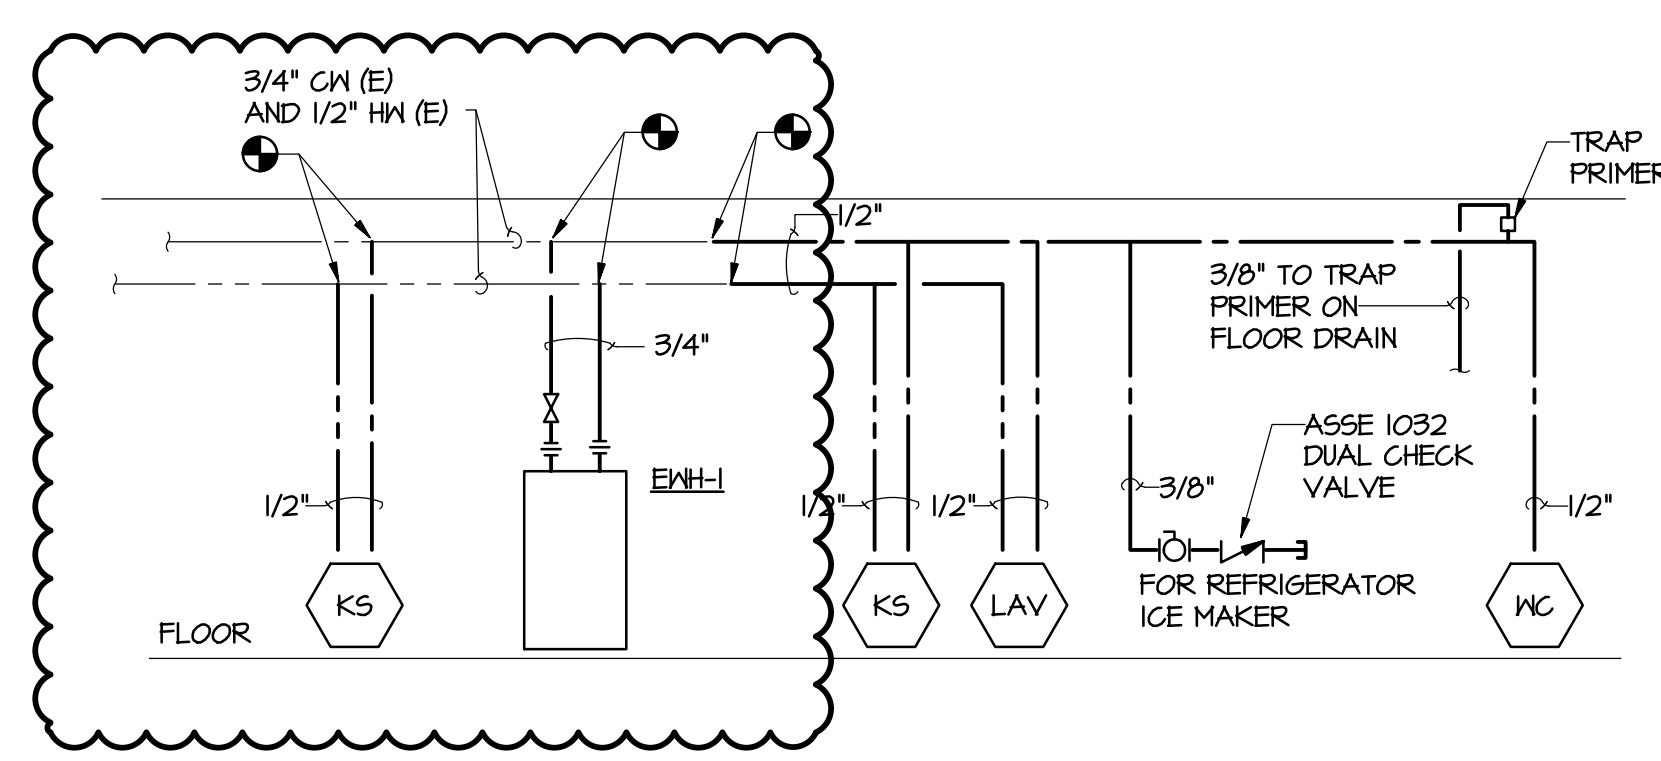 3/4" CW (E)
AND 1/2" HW (E)
TRAP
PRIMER
1/2"
3/8" TO TRAP
PRIMER ON
FLOOR DRAIN
3/4"
ASSE 1032
DUAL CHECK
VALVE
EWH-1
1/2"
1/2"
1/2"
3/8"
1/2"
FOR REFRIGERATOR
ICE MAKER
KS
KS
LAV
WC
FLOOR